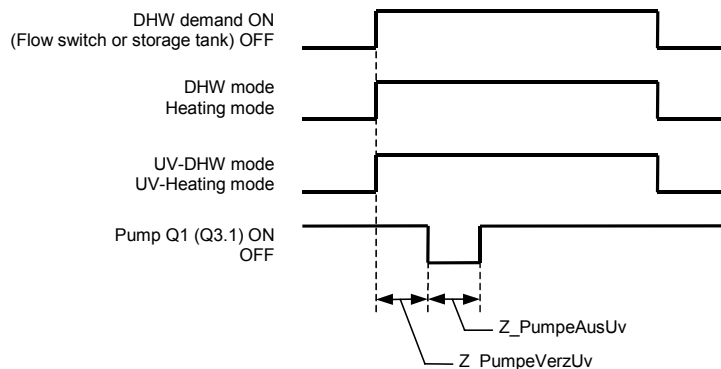 DHW demand ON
(Flow switch or storage tank) OFF
DHW mode
Heating mode
UV-DHW mode
UV-Heating mode
Pump Q1 (Q3.1) ON
OFF
Z_PumpeAusUv
Z_PumpeVerzUv